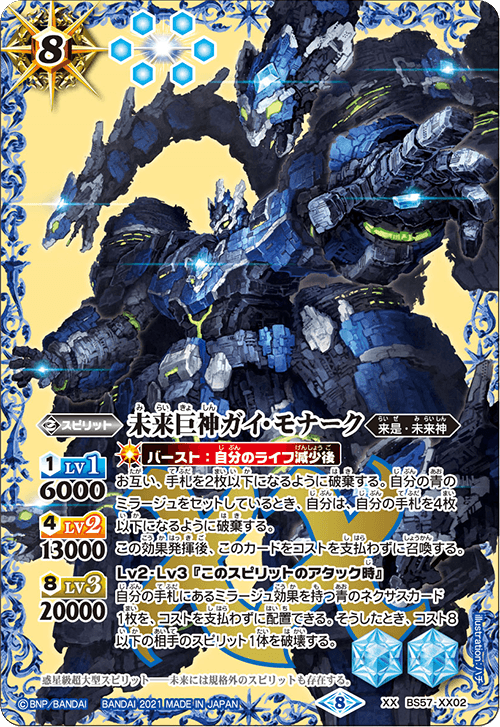 8
スピリット 未来巨神ガイ・モナーク 来是・未来神
バースト：自分のライフ減少後
1 LV1 6000
4 LV2 13000
8 LV3 20000
お互い、手札を2枚以下になるように破棄する。自分の青の
ミラージュをセットしているとき、自分は、自分の手札を4枚
以下になるように破棄する。
この効果発揮後、このカードをコストを支払わずに召喚する。
Lv2・Lv3『このスピリットのアタック時』
自分の手札にあるミラージュ効果を持つ青のネクサスカード
1枚を、コストを支払わずに配置できる。そうしたとき、コスト8
以下の相手のスピリット1体を破壊する。
惑星級超大型スピリット──未来には規格外のスピリットも存在する。
©BNP/BANDAI BANDAI 2021 MADE IN JAPAN
8
XX BS57-XX02